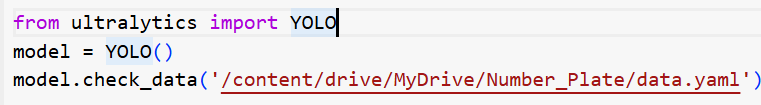 from ultralytics import YOLO
model = YOLO()
model.check_data('/content/drive/MyDrive/Number_Plate/data.yaml')